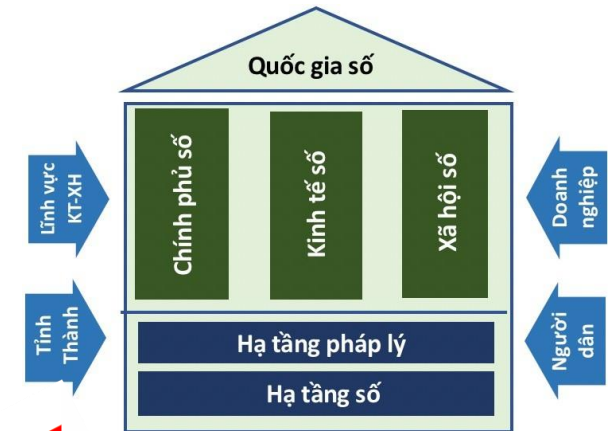 Quốc gia số
Lĩnh vực
KT-XH
Chính phủ số
Kinh tế số
Xã hội số
Doanh
nghiệp
Tỉnh
Thành
Hạ tầng pháp lý
Hạ tầng số
Người
dân